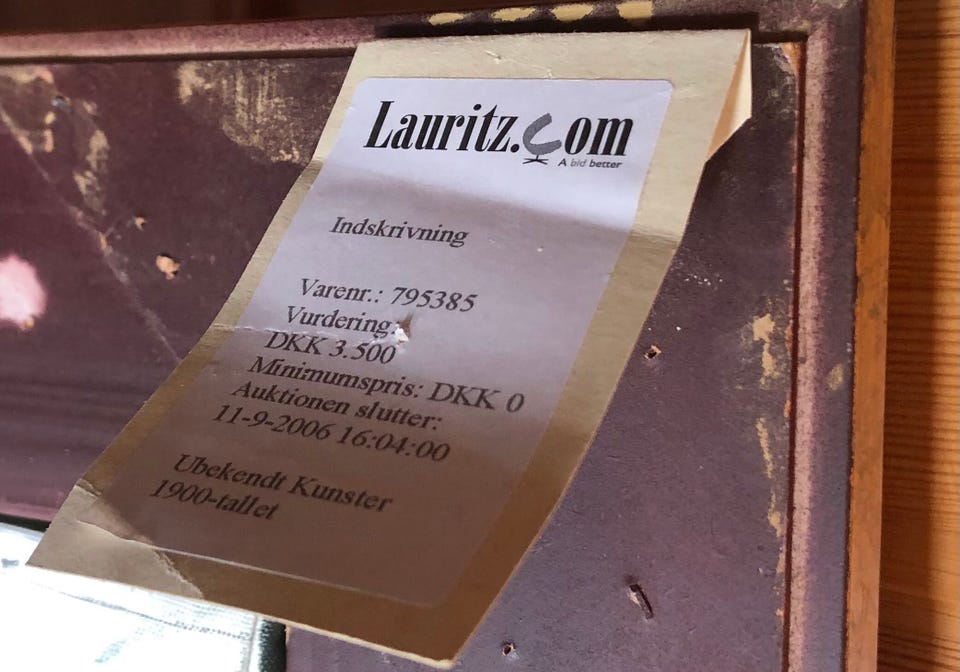 Lauritz.com
A bid better
Indskrivning
Varenr.: 795385
Vurdering:
DKK 3.500
Minimumspris: DKK 0
Auktionen slutter:
11-9-2006 16:04:00
Ubekendt Kunster
1900-tallet